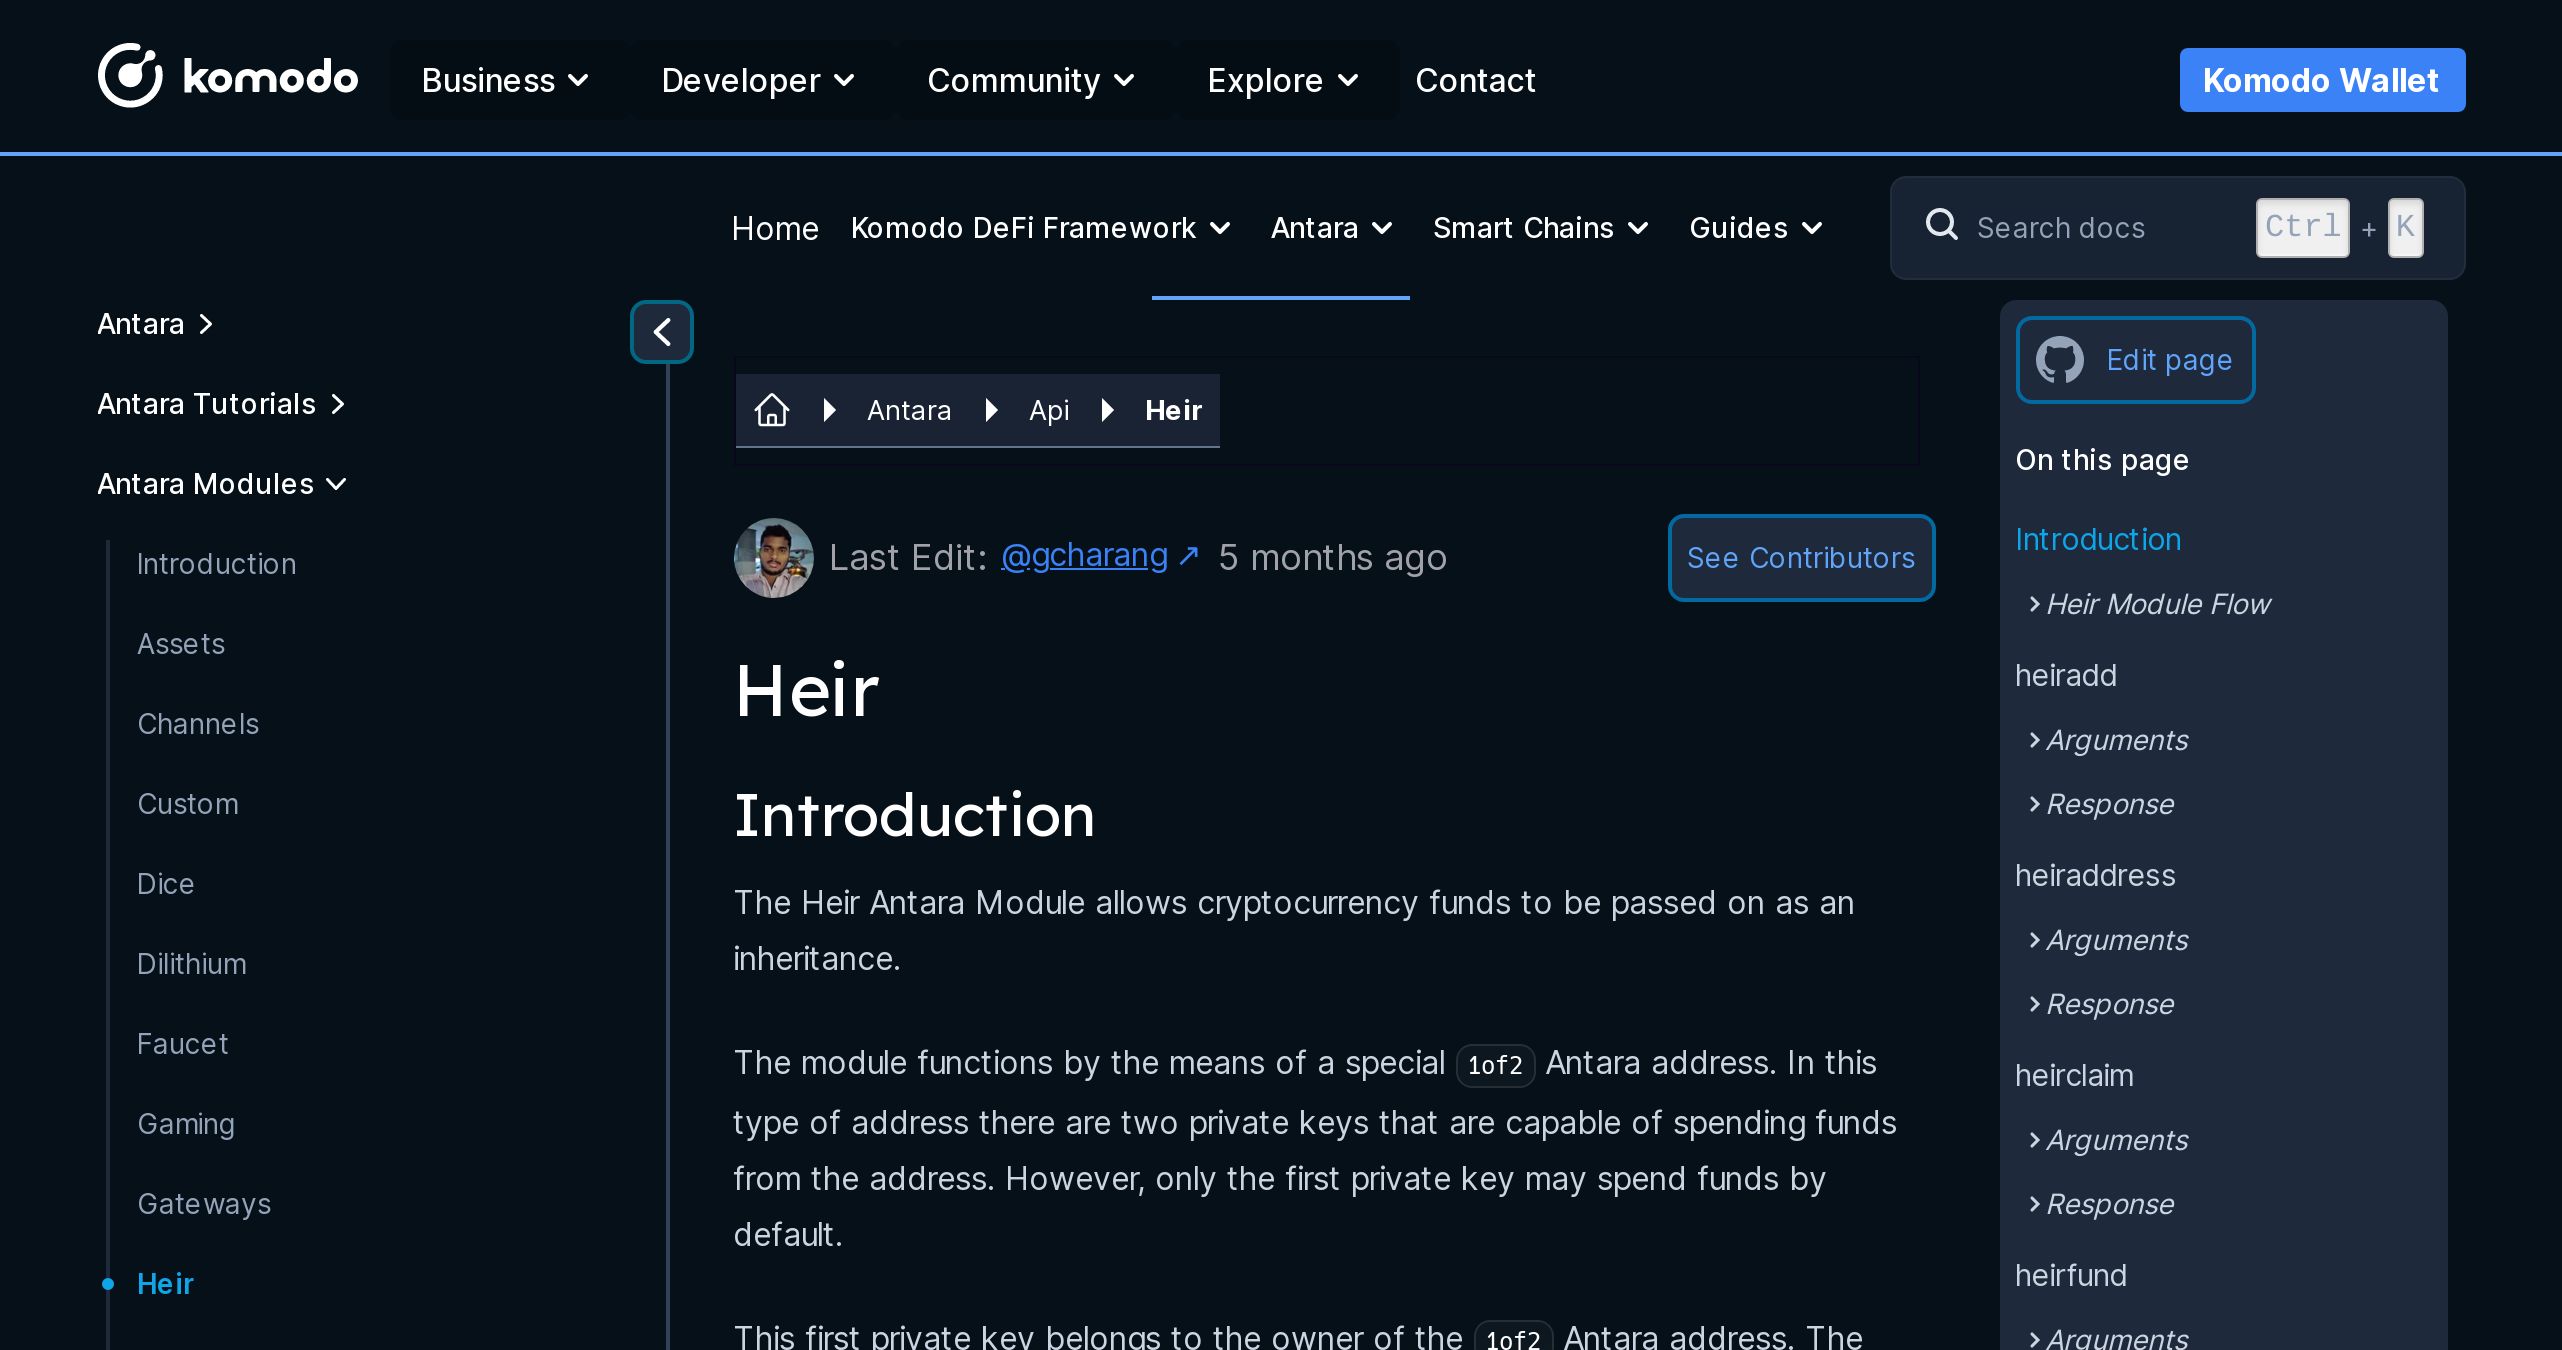 komodo
Business
Developer
Community
Explore
Contact
Komodo Wallet
Home
Komodo DeFi Framework
Antara
Smart Chains
Guides
Search docs
Ctrl + K
Antara
Antara Tutorials
Antara Modules
Introduction
Assets
Channels
Custom
Dice
Dilithium
Faucet
Gaming
Gateways
Heir
Antara
Api
Heir
Last Edit: @gcharang ↗ 5 months ago
See Contributors
Heir
Introduction
The Heir Antara Module allows cryptocurrency funds to be passed on as an
inheritance.
The module functions by the means of a special 1of2 Antara address. In this
type of address there are two private keys that are capable of spending funds
from the address. However, only the first private key may spend funds by
default.
This first private key belongs to the owner of the 1of2 Antara address. The
Edit page
On this page
Introduction
Heir Module Flow
heiradd
Arguments
Response
heiraddress
Arguments
Response
heirclaim
Arguments
Response
heirfund
Arguments